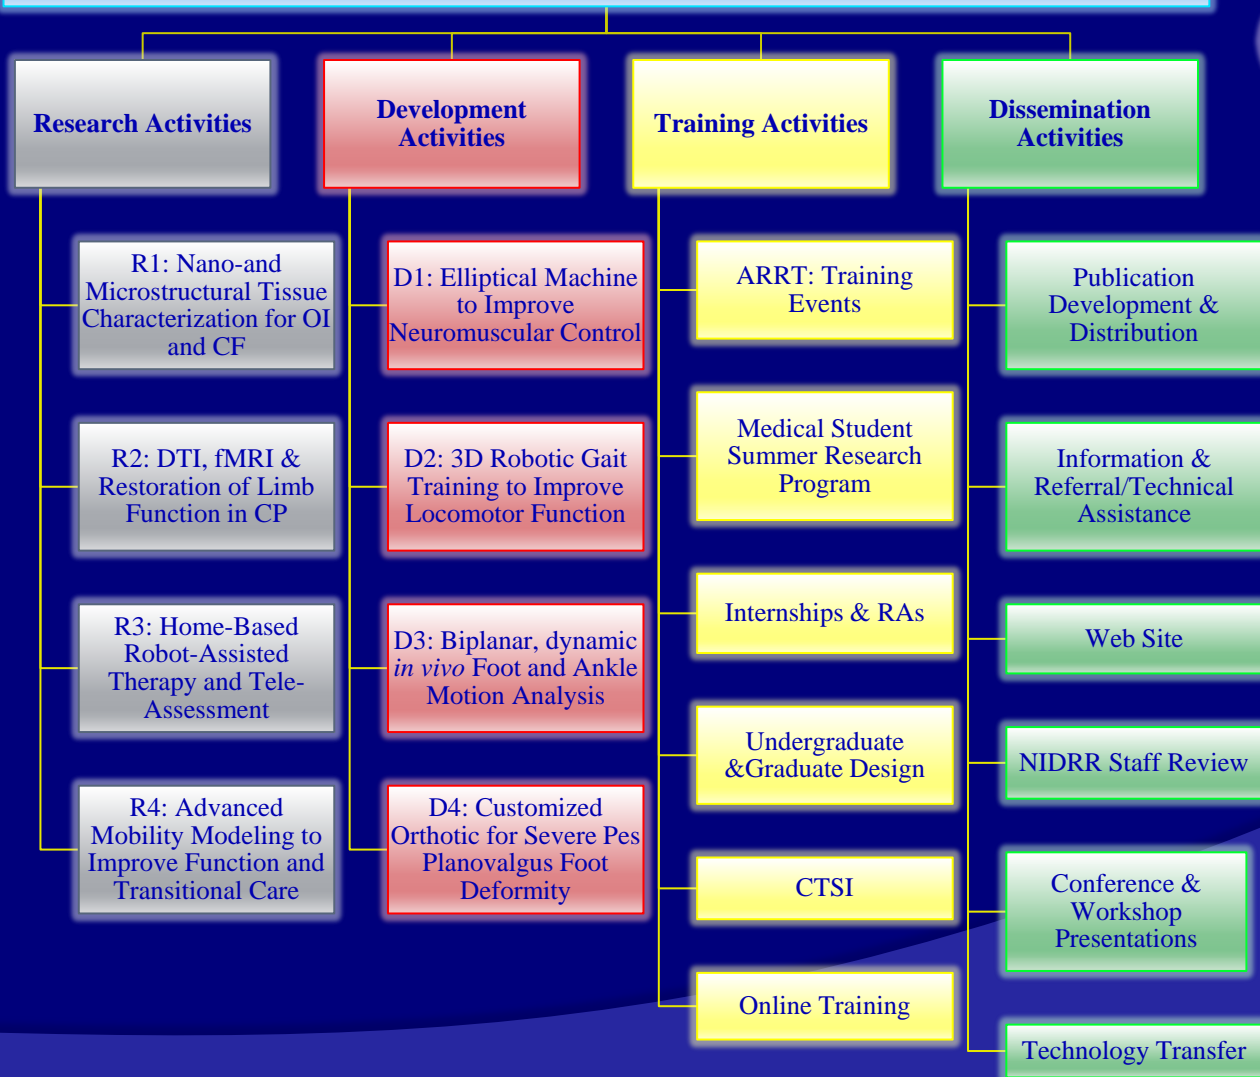 Research Activities
Development
Activities
Training Activities
Dissemination
Activities
R1: Nano-and
Microstructural Tissue
Characterization for OI
and CF
R2: DTI, fMRI &
Restoration of Limb
Function in CP
R3: Home-Based
Robot-Assisted
Therapy and Tele-
Assessment
R4: Advanced
Mobility Modeling to
Improve Function and
Transitional Care
D1: Elliptical Machine
to Improve
Neuromuscular Control
D2: 3D Robotic Gait
Training to Improve
Locomotor Function
D3: Biplanar, dynamic
in vivo Foot and Ankle
Motion Analysis
D4: Customized
Orthotic for Severe Pes
Planovalgus Foot
Deformity
ARRT: Training
Events
Medical Student
Summer Research
Program
Internships & RAs
Undergraduate
&Graduate Design
CTSI
Online Training
Publication
Development &
Distribution
Information &
Referral/Technical
Assistance
Web Site
NIDRR Staff Review
Conference &
Workshop
Presentations
Technology Transfer